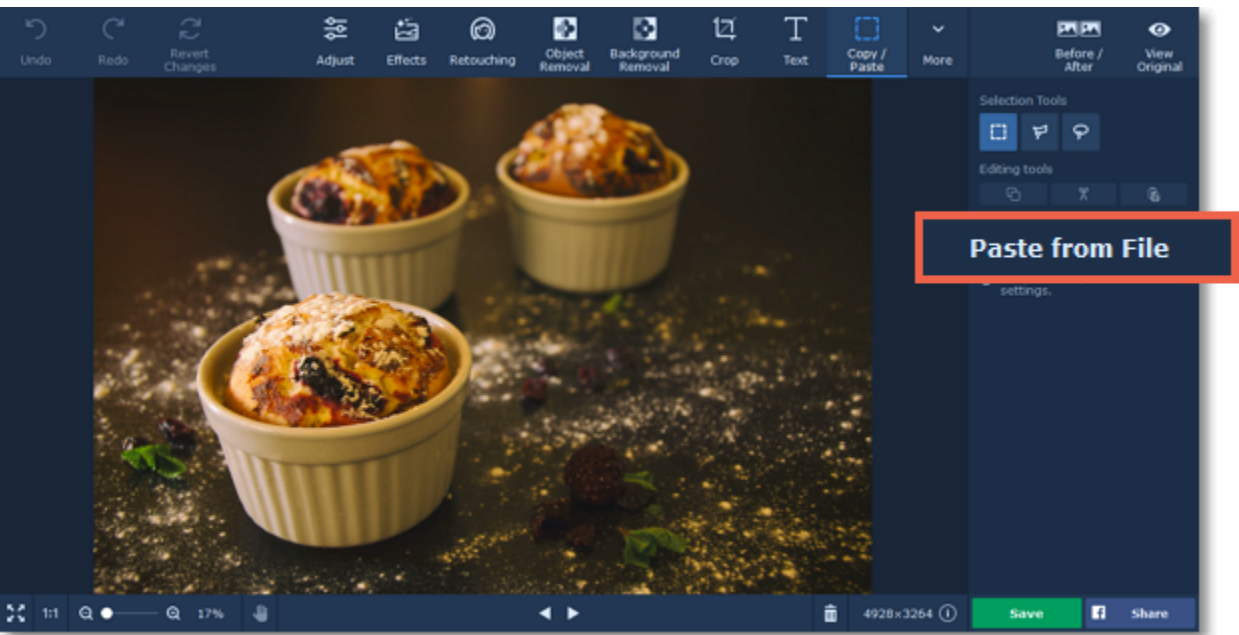 Undo
Redo
Revert
Changes
Adjust
Effects
Retouching
Object
Removal
Background
Removal
Crop
Text
Copy /
Paste
More
Before /
After
View
Original
Selection Tools
Editing tools
Paste from File
settings.
1:1
17%
4928×3264
Save
Share